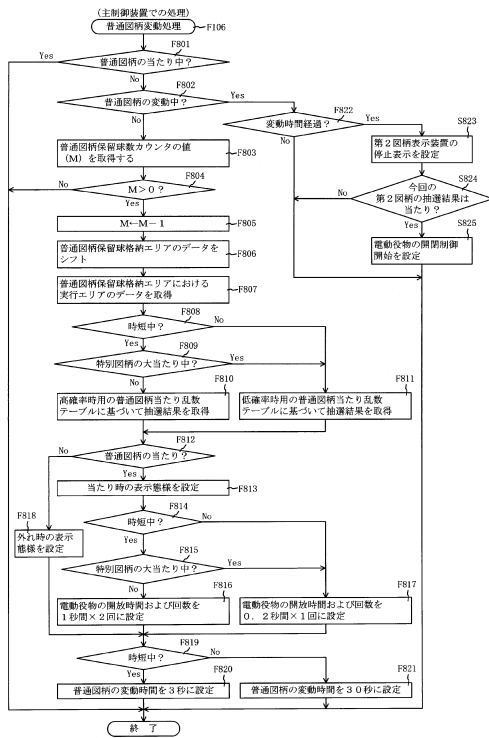 (主制御装置での処理)
普通図柄変動処理
F106
F801
普通図柄の当たり中?
Yes
No
F802
普通図柄の変動中?
Yes
No
F822
変動時間経過?
Yes
No
S823
第2図柄表示装置の
停止表示を設定
S824
今回の
第2図柄の抽選結果は
当たり?
No
Yes
S825
電動役物の開閉制御
開始を設定
普通図柄保留球数カウンタの値
(M)を取得する
F803
F804
M>0?
No
Yes
M←M-1
F805
普通図柄保留球格納エリアのデータを
シフト
F806
普通図柄保留球格納エリアにおける
実行エリアのデータを取得
F807
F808
時短中?
No
Yes
F809
特別図柄の大当たり中?
Yes
No
F810
高確率時用の普通図柄当たり乱数
テーブルに基づいて抽選結果を取得
F811
低確率時用の普通図柄当たり乱数
テーブルに基づいて抽選結果を取得
F812
普通図柄の当たり?
No
Yes
当たり時の表示態様を設定
F813
F818
外れ時の表示
態様を設定
F814
時短中?
No
Yes
F815
特別図柄の大当たり中?
Yes
No
F816
電動役物の開放時間および回数を
1秒間×2回に設定
F817
電動役物の開放時間および回数を
0.2秒間×1回に設定
F819
時短中?
No
Yes
F820
普通図柄の変動時間を3秒に設定
F821
普通図柄の変動時間を30秒に設定
終了